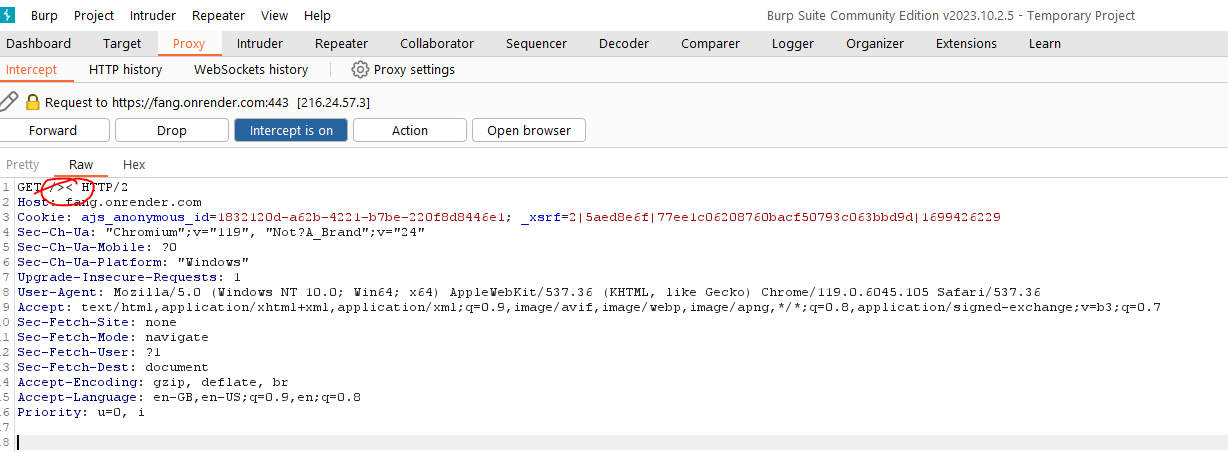 Burp Project Intruder Repeater View Help Burp Suite Community Edition v2023.10.2.5 - Temporary Project
Dashboard Target Proxy Intruder Repeater Collaborator Sequencer Decoder Comparer Logger Organizer Extensions Learn
Intercept HTTP history WebSockets history Proxy settings
Request to https://fang.onrender.com:443 [216.24.57.3]
Forward Drop Intercept is on Action Open browser
Pretty Raw Hex
1 GET />< HTTP/2
2 Host: fang.onrender.com
3 Cookie: ajs_anonymous_id=1832120d-a62b-4221-b7be-220f8d8446e1; _xsrf=2|5aed8e6f|77ee1c06208760bacf50793c063bbd9d|1699426229
4 Sec-Ch-Ua: "Chromium";v="119", "Not?A_Brand";v="24"
5 Sec-Ch-Ua-Mobile: ?0
6 Sec-Ch-Ua-Platform: "Windows"
7 Upgrade-Insecure-Requests: 1
8 User-Agent: Mozilla/5.0 (Windows NT 10.0; Win64; x64) AppleWebKit/537.36 (KHTML, like Gecko) Chrome/119.0.6045.105 Safari/537.36
9 Accept: text/html,application/xhtml+xml,application/xml;q=0.9,image/avif,image/webp,image/apng,*/*;q=0.8,application/signed-exchange;v=b3;q=0.7
0 Sec-Fetch-Site: none
1 Sec-Fetch-Mode: navigate
2 Sec-Fetch-User: ?1
3 Sec-Fetch-Dest: document
4 Accept-Encoding: gzip, deflate, br
5 Accept-Language: en-GB,en-US;q=0.9,en;q=0.8
6 Priority: u=0, i
7
8